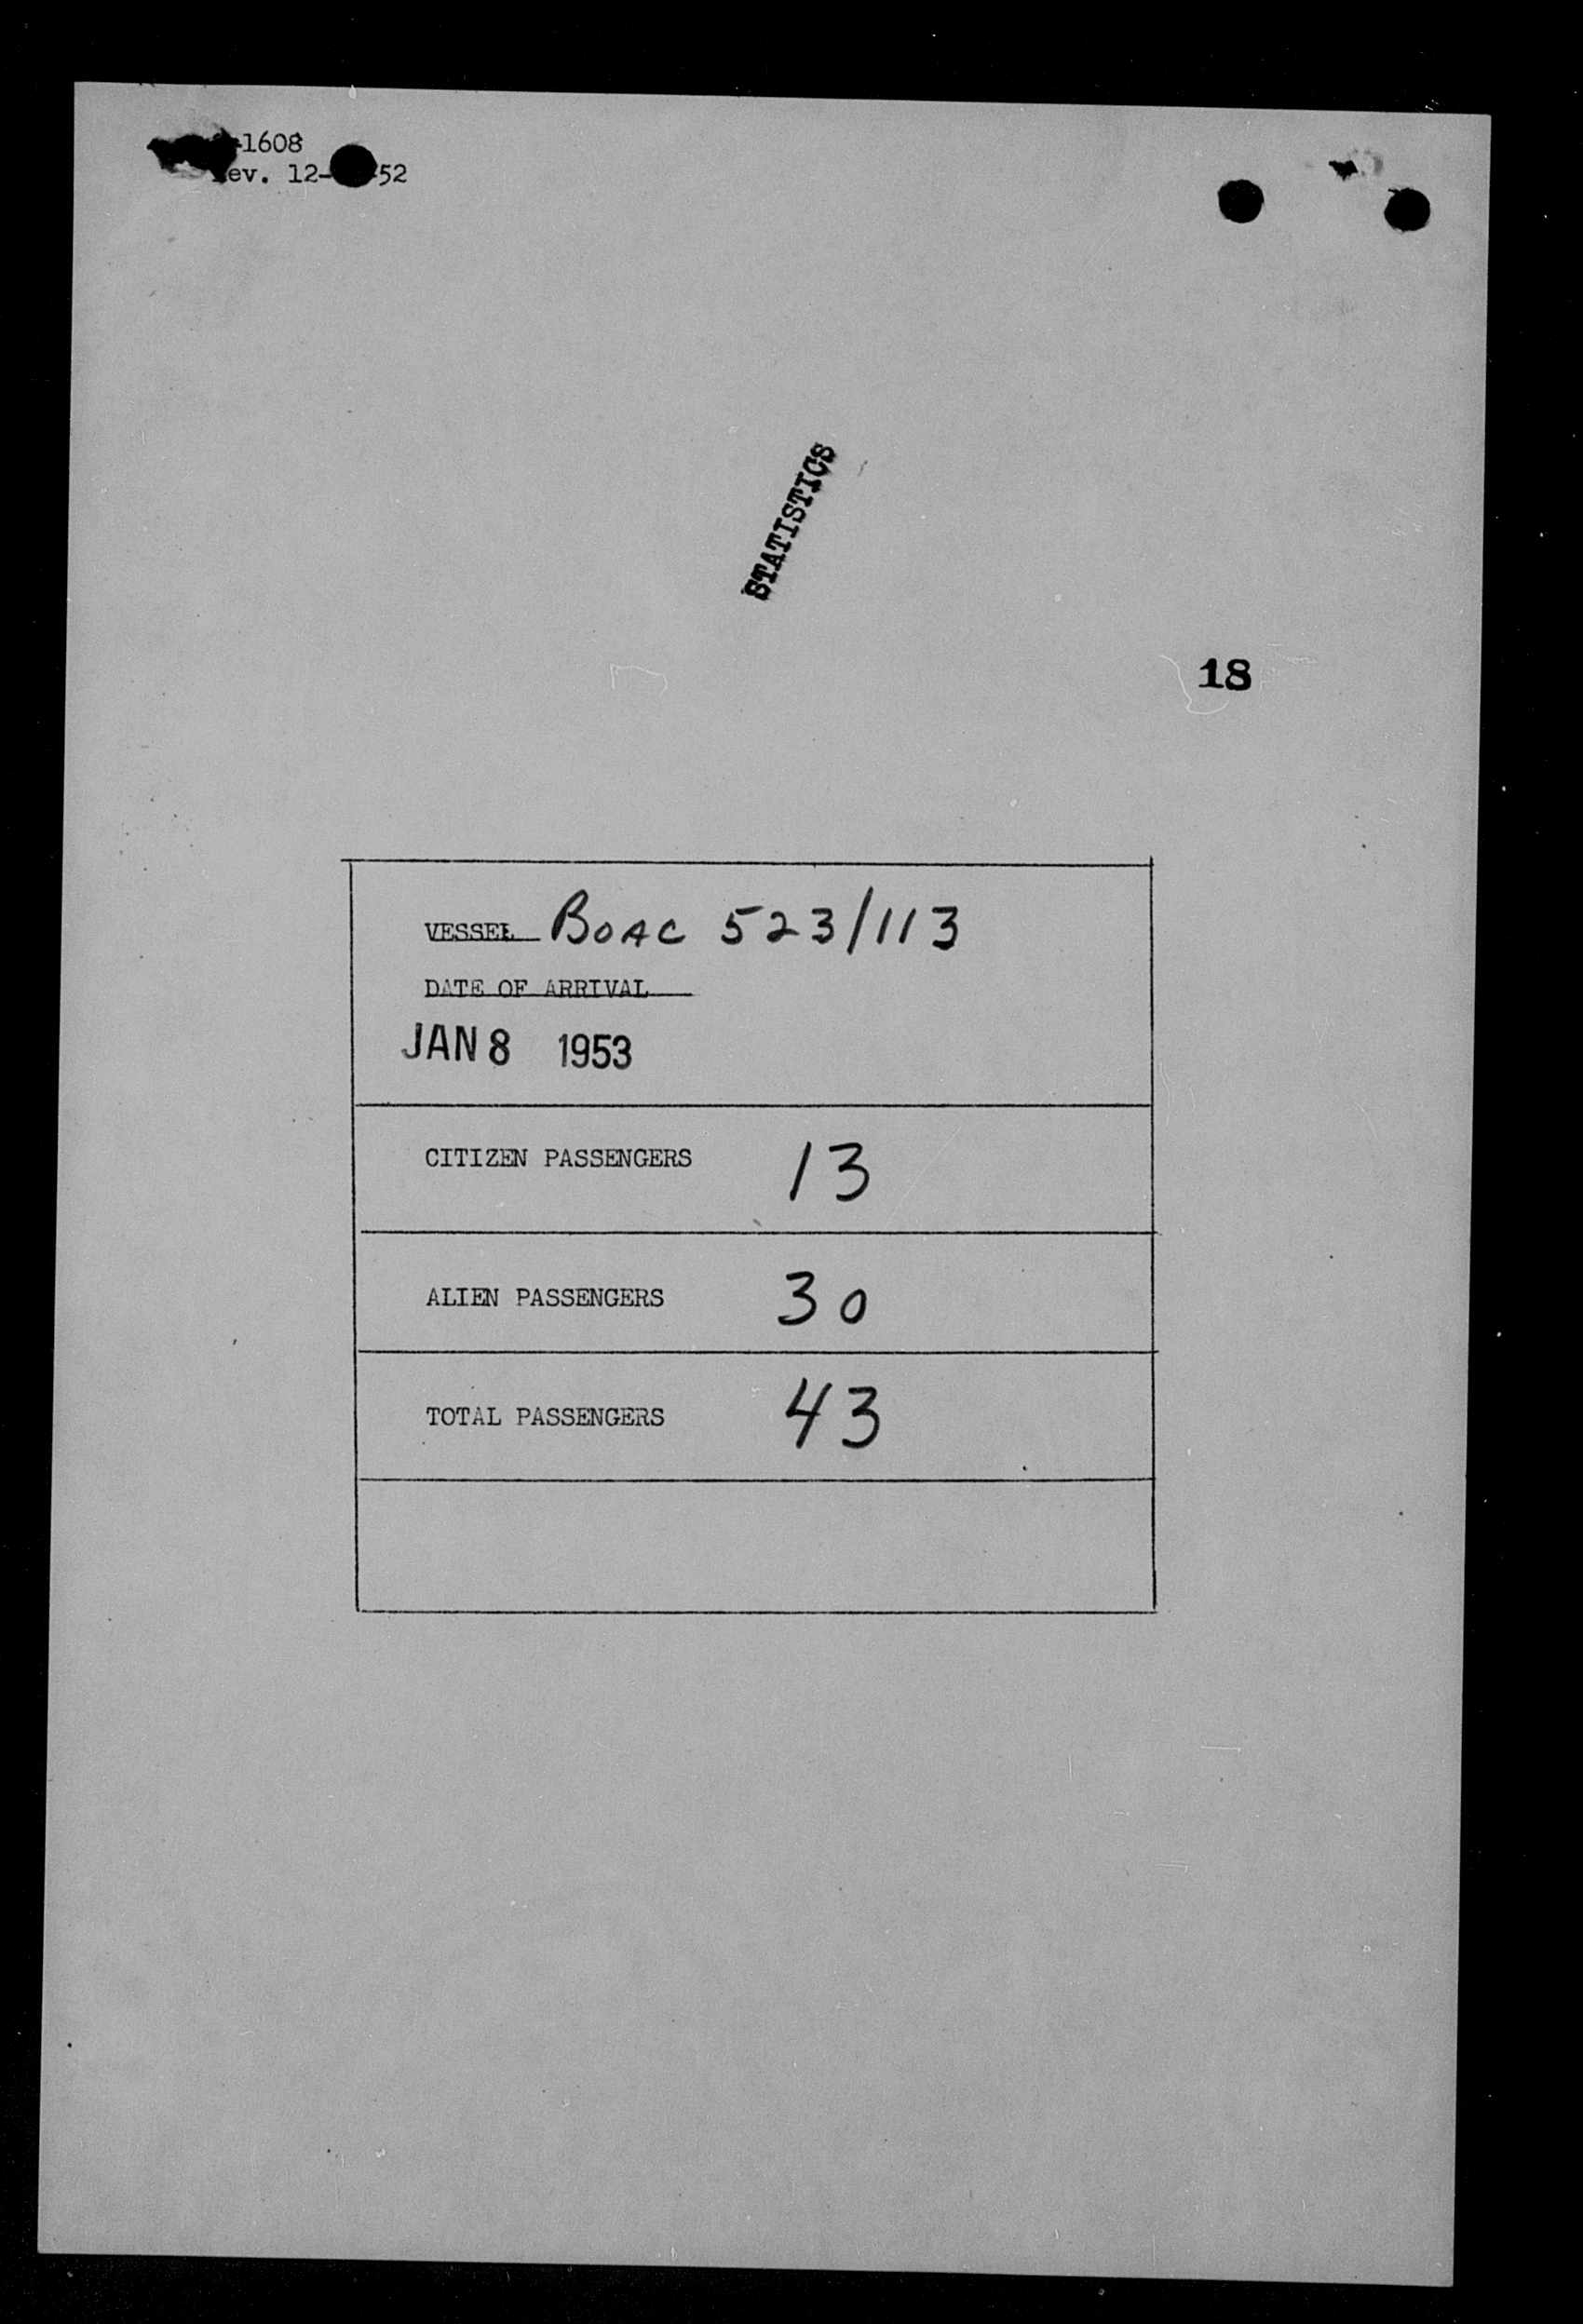 -1608
ev. 12- 52
STATISTICS
18
VESSEL BOAC 523/113
DATE OF ARRIVAL
JAN 8 1953
CITIZEN PASSENGERS 13
ALIEN PASSENGERS 30
TOTAL PASSENGERS 43